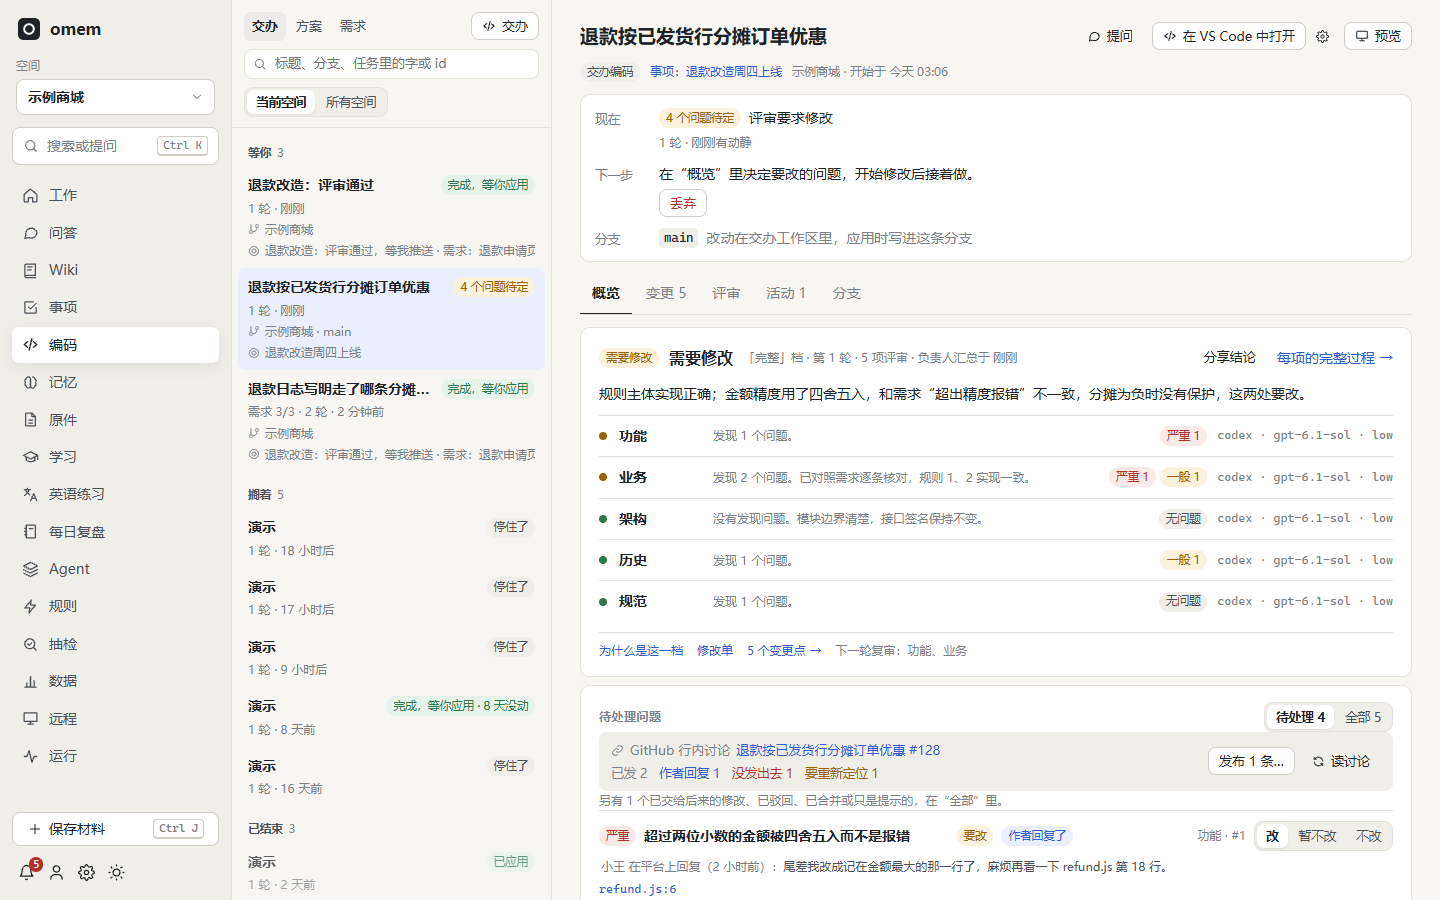 omem
空间
示例商城
搜索或提问 Ctrl K
工作
问答
Wiki
事项
编码
记忆
原件
学习
英语练习
每日复盘
Agent
规则
抽检
数据
远程
运行
保存材料 Ctrl J
5
交办 方案 需求 交办
标题、分支、任务里的字或 id
当前空间 所有空间
等你 3
退款改造：评审通过 完成，等你应用
1 轮 · 刚刚
示例商城
退款改造：评审通过，等我推送 · 需求：退款申请页
退款按已发货行分摊订单优惠 4 个问题待定
1 轮 · 刚刚
示例商城 · main
退款改造周四上线
退款日志写明走了哪条分摊... 完成，等你应用
需求 3/3 · 2 轮 · 2 分钟前
示例商城
退款改造：评审通过，等我推送 · 需求：退款申请页
搁着 5
演示 停住了
1 轮 · 18 小时后
演示 停住了
1 轮 · 17 小时后
演示 停住了
1 轮 · 9 小时后
演示 完成，等你应用 · 8 天没动
1 轮 · 8 天前
演示 停住了
1 轮 · 16 天前
已结束 3
演示 已应用
1 轮 · 2 天前
退款按已发货行分摊订单优惠 提问 在 VS Code 中打开 预览
交办编码 事项：退款改造周四上线 示例商城 · 开始于 今天 03:06
现在 4 个问题待定 评审要求修改
1 轮 · 刚刚有动静
下一步 在“概览”里决定要改的问题，开始修改后接着做。
丢弃
分支 main 改动在交办工作区里，应用时写进这条分支
概览 变更 5 评审 活动 1 分支
需要修改 需要修改 「完整」档 · 第 1 轮 · 5 项评审 · 负责人汇总于 刚刚 分享结论 每项的完整过程 →
规则主体实现正确；金额精度用了四舍五入，和需求“超出精度报错”不一致，分摊为负时没有保护，这两处要改。
功能 发现 1 个问题。 严重 1 codex · gpt-6.1-sol · low
业务 发现 2 个问题。已对照需求逐条核对，规则 1、2 实现一致。 严重 1 一般 1 codex · gpt-6.1-sol · low
架构 没有发现问题。模块边界清楚，接口签名保持不变。 无问题 codex · gpt-6.1-sol · low
历史 发现 1 个问题。 一般 1 codex · gpt-6.1-sol · low
规范 发现 1 个问题。 无问题 codex · gpt-6.1-sol · low
为什么是这一档 修改单 5 个变更点 → 下一轮复审：功能、业务
待处理问题 待处理 4 全部 5
GitHub 行内讨论 退款按已发货行分摊订单优惠 #128
已发 2 作者回复 1 没发出去 1 要重新定位 1 发布 1 条... 读讨论
另有 1 个已交给后来的修改、已驳回、已合并或只是提示的，在“全部”里。
严重 超过两位小数的金额被四舍五入而不是报错 要改 作者回复了 功能 · #1 改 暂不改 不改
小王 在平台上回复（2 小时前）：尾差我改成记在金额最大的那一行了，麻烦再看一下 refund.js 第 18 行。
refund.js:6